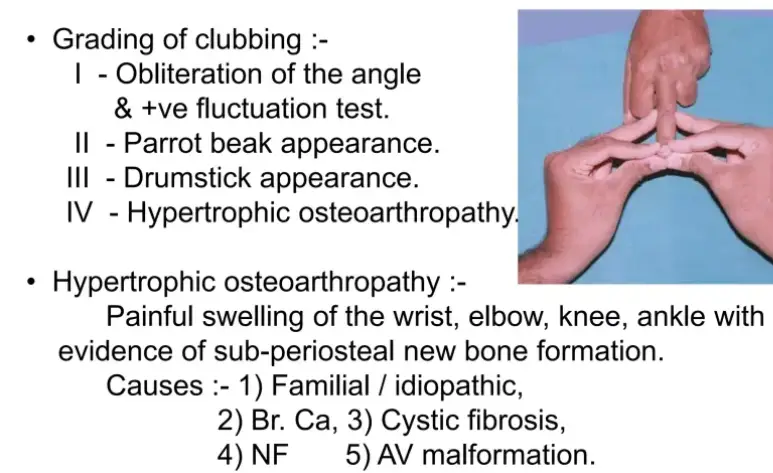 • Grading of clubbing :-
I - Obliteration of the angle
& +ve fluctuation test.
II - Parrot beak appearance.
III - Drumstick appearance.
IV - Hypertrophic osteoarthropathy.
• Hypertrophic osteoarthropathy :-
Painful swelling of the wrist, elbow, knee, ankle with
evidence of sub-periosteal new bone formation.
Causes :- 1) Familial / idiopathic,
2) Br. Ca, 3) Cystic fibrosis,
4) NF 5) AV malformation.